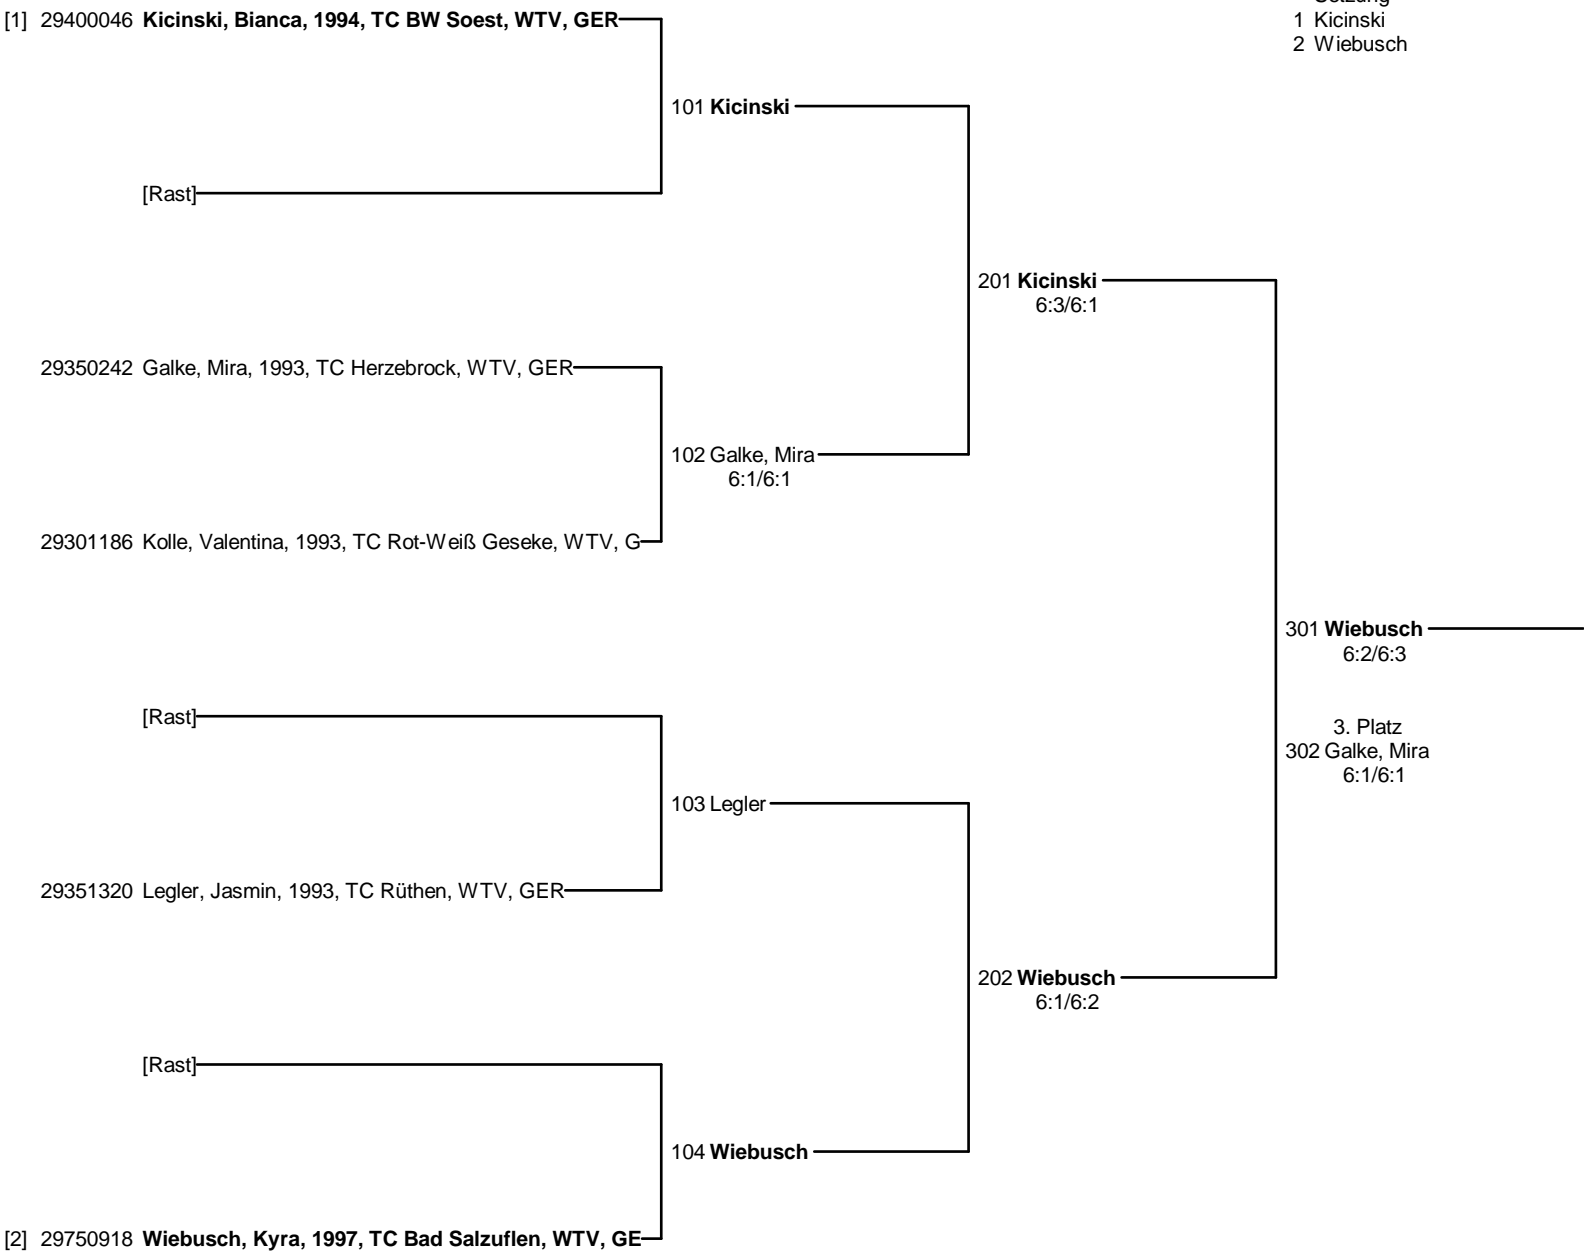 Setzung
[1] 29400046 Kicinski, Bianca, 1994, TC BW Soest, WTV, GER
1 Kicinski
2 Wiebusch
101 Kicinski
[Rast]
201 Kicinski
6:3/6:1
29350242 Galke, Mira, 1993, TC Herzebrock, WTV, GER
102 Galke, Mira
6:1/6:1
29301186 Kolle, Valentina, 1993, TC Rot-Weiß Geseke, WTV, G
301 Wiebusch
6:2/6:3
[Rast]
3. Platz
302 Galke, Mira
6:1/6:1
103 Legler
29351320 Legler, Jasmin, 1993, TC Rüthen, WTV, GER
202 Wiebusch
6:1/6:2
[Rast]
104 Wiebusch
[2] 29750918 Wiebusch, Kyra, 1997, TC Bad Salzuflen, WTV, GE